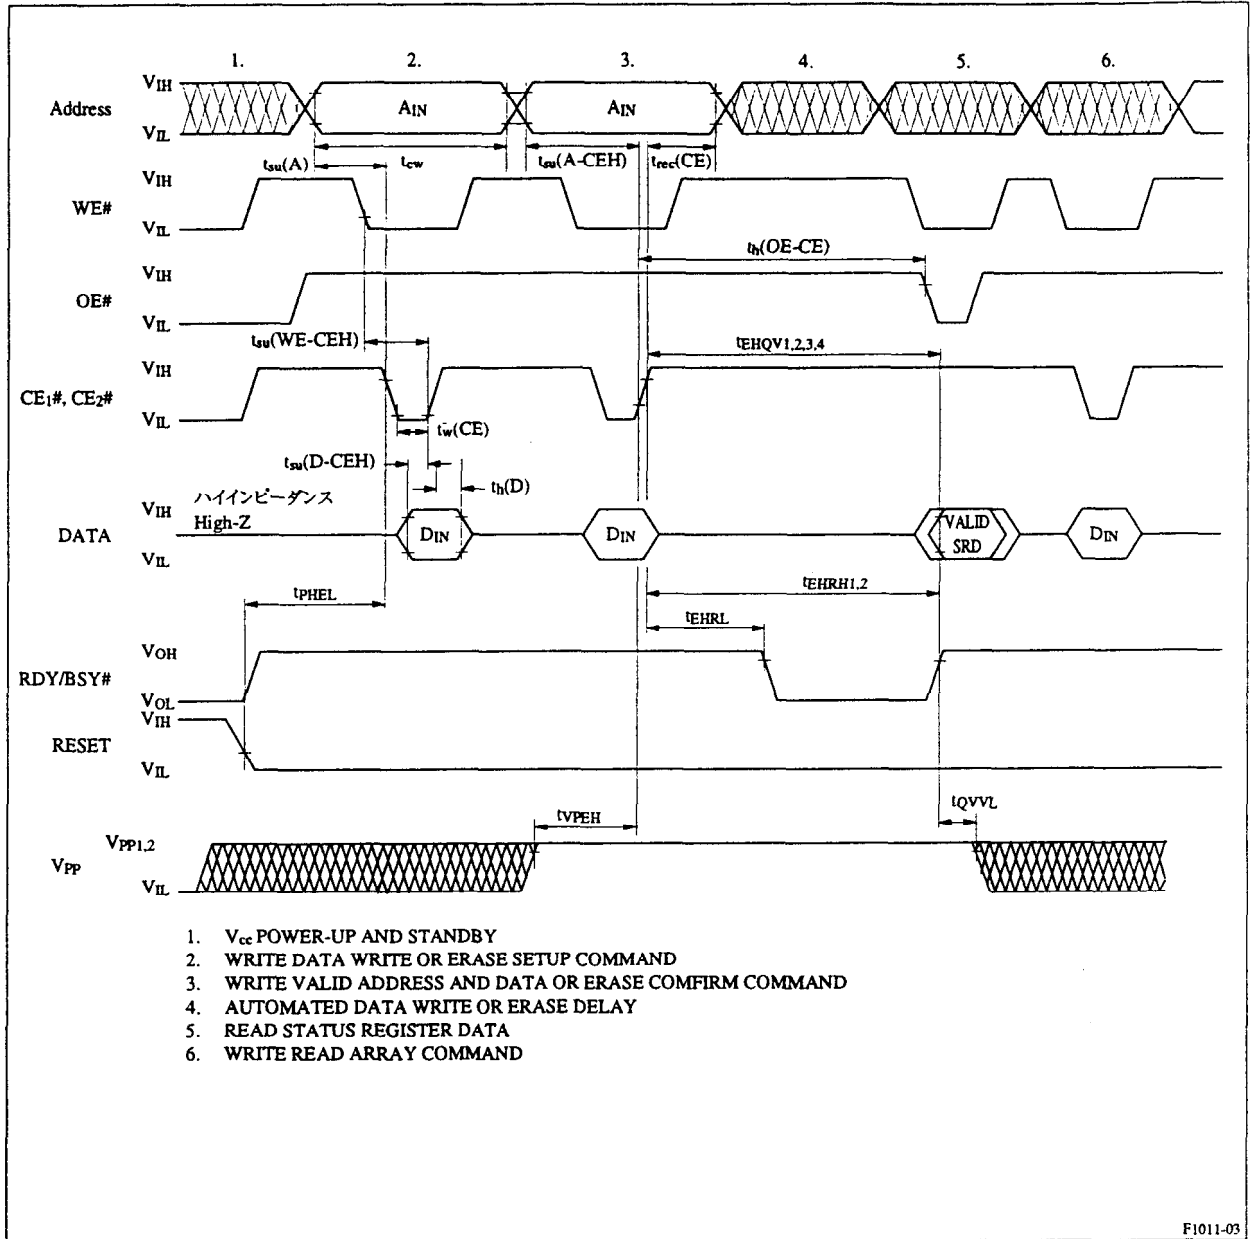 1. 2. 3. 4. 5. 6.
Address VIH AIN AIN
VIL
tsu(A) tcw tsu(A-CEH) trec(CE)
WE# VIH
VIL
th(OE-CE)
OE# VIH
VIL
tsu(WE-CEH) tEHQV1,2,3,4
CE1#, CE2# VIH
VIL
tw(CE)
tsu(D-CEH)
th(D)
DATA VIH ハイインピーダンス
High-Z DIN DIN VALID SRD DIN
VIL
tPHEL tEHRH1,2
tEHRL
RDY/BSY# VOH
VOL
RESET VIH
VIL
tVPEH tQVVL
VPP VPP1,2
VIL
1. Vcc POWER-UP AND STANDBY
2. WRITE DATA WRITE OR ERASE SETUP COMMAND
3. WRITE VALID ADDRESS AND DATA OR ERASE COMFIRM COMMAND
4. AUTOMATED DATA WRITE OR ERASE DELAY
5. READ STATUS REGISTER DATA
6. WRITE READ ARRAY COMMAND
F1011-03